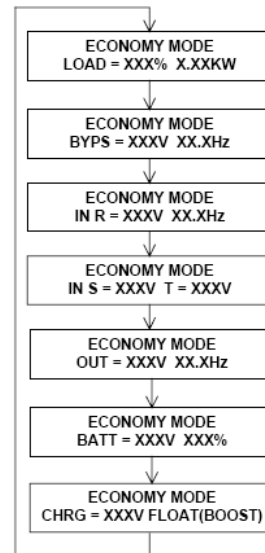 ECONOMY MODE
LOAD = XXX% X.XXKW
ECONOMY MODE
BYPS = XXXV XX.XHz
ECONOMY MODE
IN R = XXXV XX.XHz
ECONOMY MODE
IN S = XXXV T = XXXV
ECONOMY MODE
OUT = XXXV XX.XHz
ECONOMY MODE
BATT = XXXV XXX%
ECONOMY MODE
CHRG = XXXV FLOAT(BOOST)